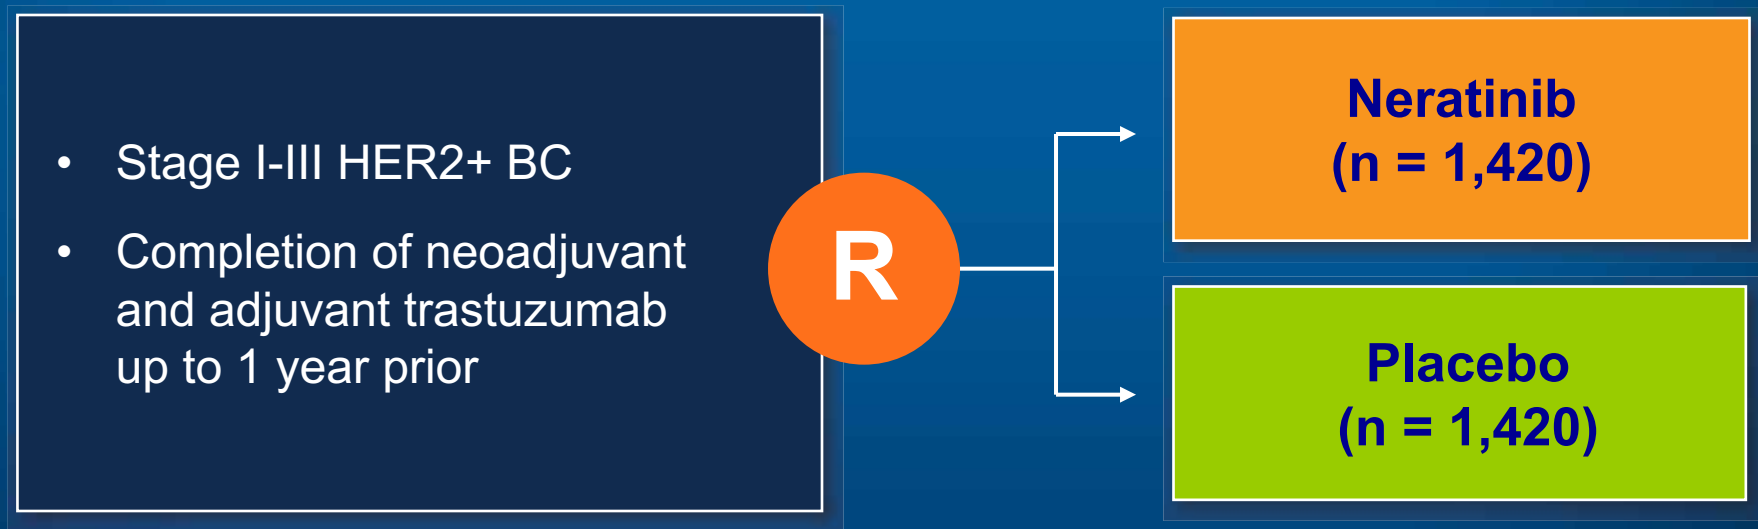 • Stage I-III HER2+ BC
• Completion of neoadjuvant
and adjuvant trastuzumab
up to 1 year prior
R
Neratinib
(n = 1,420)
Placebo
(n = 1,420)